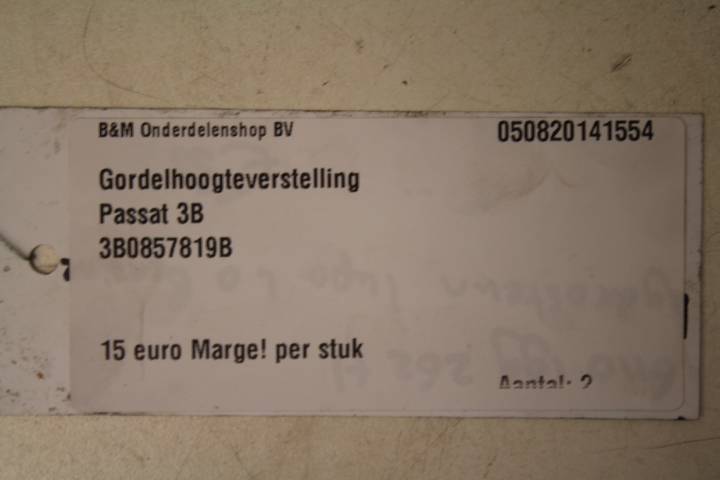 B&M Onderdelenshop BV 050820141554
Gordelhoogteverstelling
Passat 3B
3B0857819B
15 euro Marge! per stuk
Aantal: 2